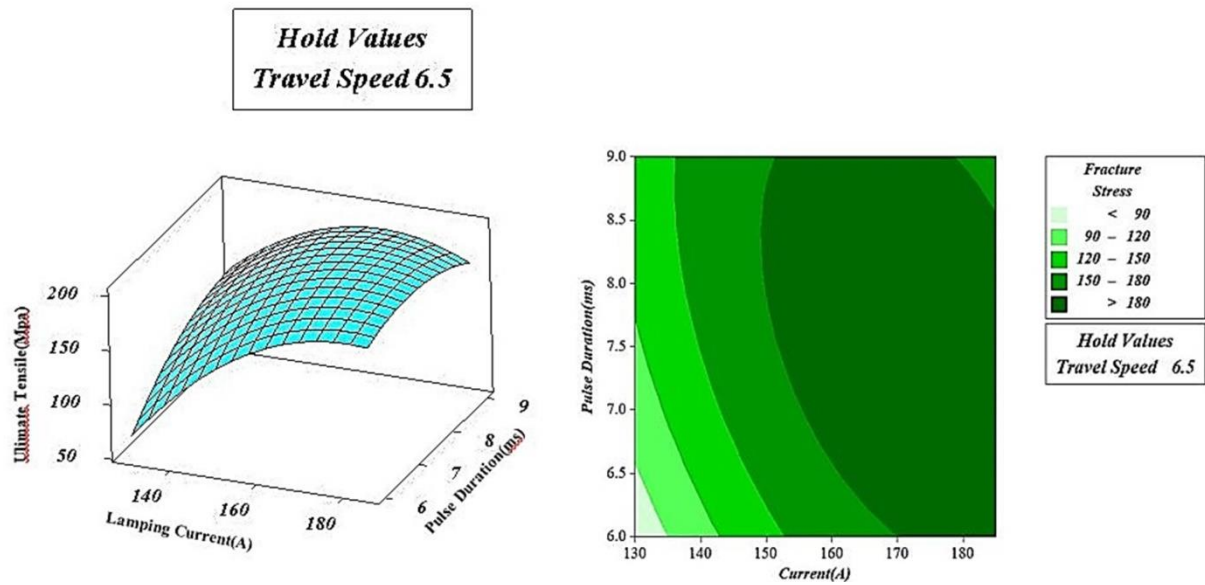 Hold Values
Travel Speed 6.5
200
150
100
50
Ulimate Tensile(Mpa)
140
160
180
Lamping Current(A)
6
7
8
9
Pulse Duration(ms)
9.0
8.5
8.0
7.5
7.0
6.5
6.0
Pulse Duration(ms)
130
140
150
160
170
180
Current(A)
Fracture
Stress
< 90
90 – 120
120 – 150
150 – 180
> 180
Hold Values
Travel Speed 6.5